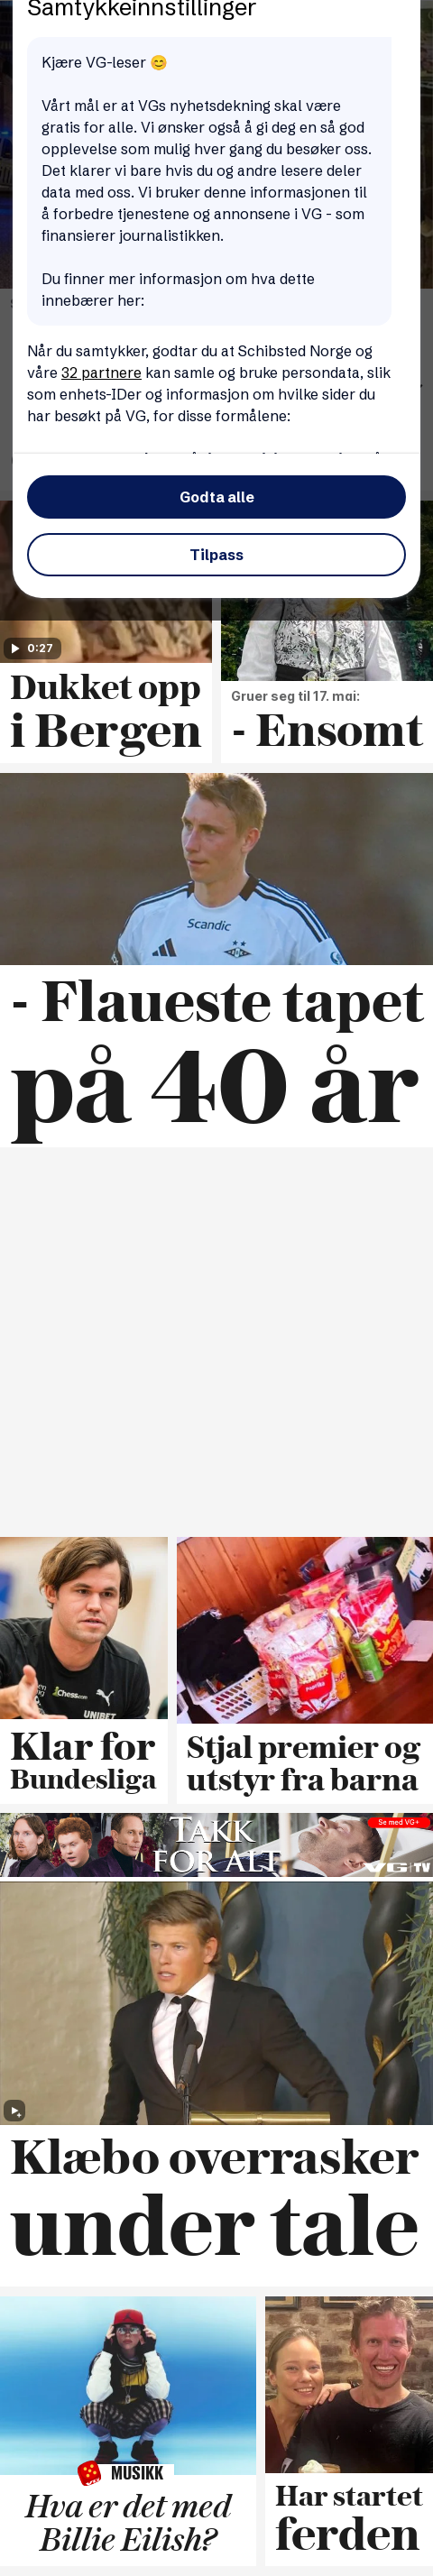 Samtykkeinnstillinger
Kjære VG-leser 😊
Vårt mål er at VGs nyhetsdekning skal være
gratis for alle. Vi ønsker også å gi deg en så god
opplevelse som mulig hver gang du besøker oss.
Det klarer vi bare hvis du og andre lesere deler
data med oss. Vi bruker denne informasjonen til
å forbedre tjenestene og annonsene i VG - som
finansierer journalistikken.
Du finner mer informasjon om hva dette
innebærer her:
Når du samtykker, godtar du at Schibsted Norge og
våre 32 partnere kan samle og bruke persondata, slik
som enhets-IDer og informasjon om hvilke sider du
har besøkt på VG, for disse formålene:
Godta alle
Tilpass
0:27
Dukket opp
i Bergen
Gruer seg til 17. mai:
- Ensomt
Scandic
- Flaueste tapet
på 40 år
Chess.com
UNIBET
Klar for
Bundesliga
Stjal premier og
utstyr fra barna
TAKK
FOR ALT
Se med VG+
VGTV
Klæbo overrasker
under tale
MUSIKK
Hva er det med
Billie Eilish?
Har startet
ferden